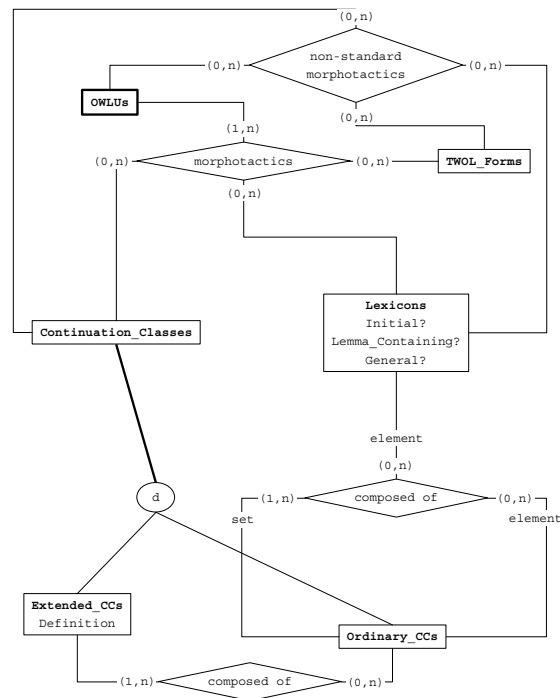 (0,n)
non-standard
(0,n)
(0,n)
morphotactics
OWLUs
(0,n)
(1,n)
(0,n)
morphotactics
(0,n)
TWOL_Forms
(0,n)
Lexicons
Initial?
Continuation_Classes
Lemma_Containing?
General?
element
(0,n)
d
(1,n)
composed of
(0,n)
set
element
Extended_CCs
Definition
Ordinary_CCs
(1,n)
composed of
(0,n)